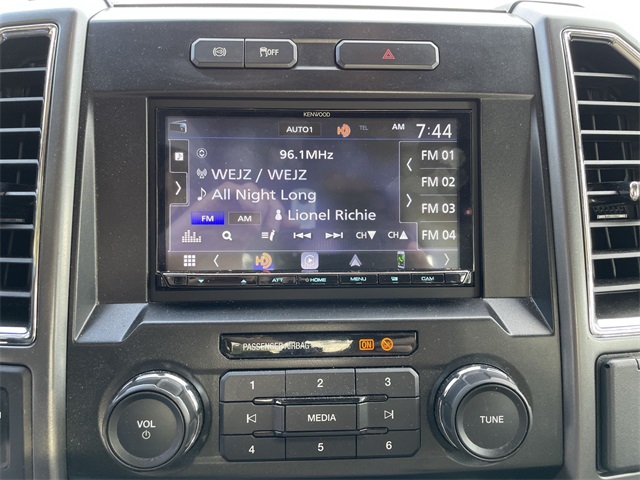 OFF
KENWOOD
AUTO1 TEL AM 7:44
96.1MHz
WEJZ / WEJZ
All Night Long
FM AM Lionel Richie
FM 01
FM 02
FM 03
FM 04
CH▼ CH▲
ATT HOME MENU CAM
PASSENGER AIRBAG ON
1 2 3
VOL MEDIA TUNE
4 5 6